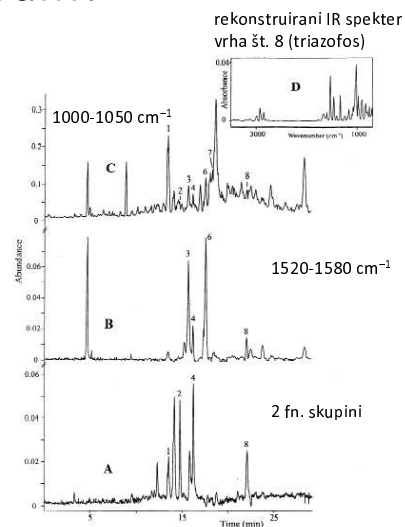 rekonstruirani IR spekter
vrha št. 8 (triazofos)
0.04
Absorbance
D
0
3000
Wavenumber (cm⁻¹)
1000
0.3
1000-1050 cm⁻¹
1
7
C
0.1
2
5
4
6
8
0
Abundance
6
0.06
3
1520-1580 cm⁻¹
0.04
B
4
0.02
8
0
0.06
4
2
0.04
2 fn. skupini
1
8
0.02
A
0
5
15
25
Time (min)